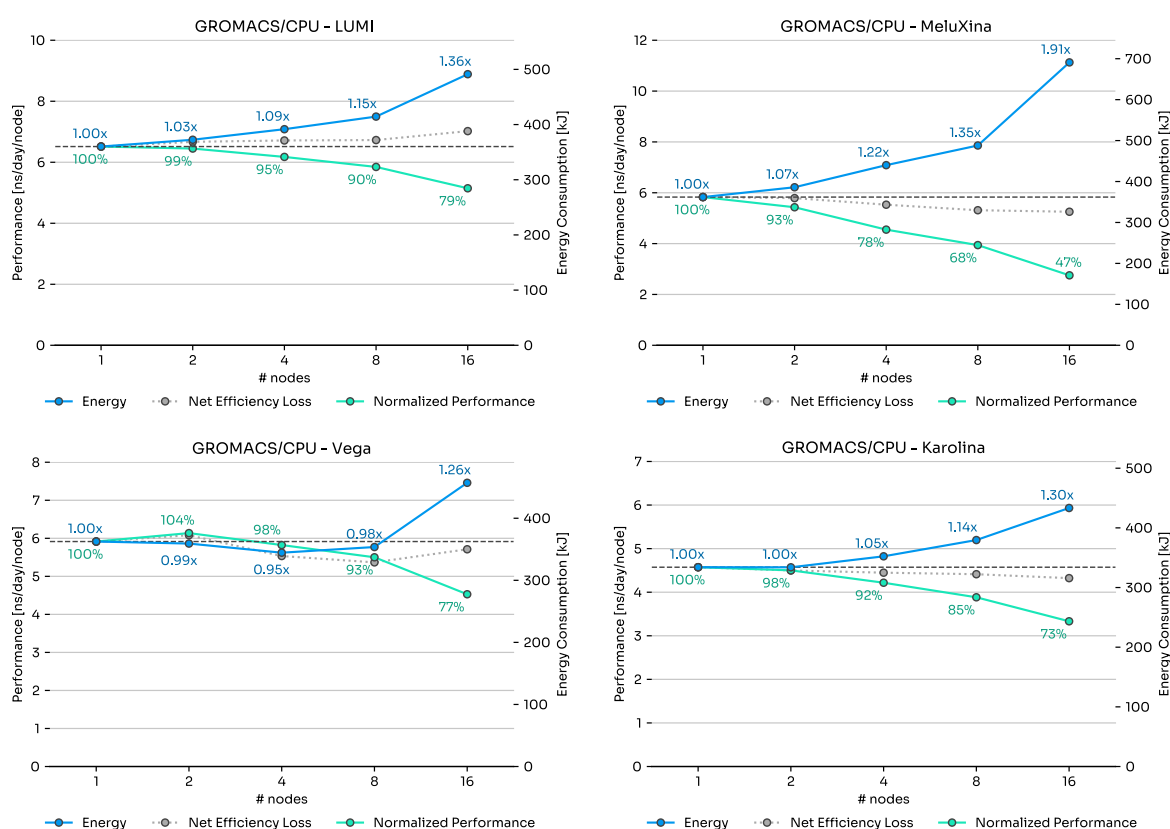 GROMACS/CPU – LUMI
10
8
6
4
2
0
Performance [ns/day/node]
500
400
300
200
100
0
Energy Consumption [kJ]
1.00x
1.03x
1.09x
1.15x
1.36x
100%
99%
95%
90%
79%
1 2 4 8 16
# nodes
Energy Net Efficiency Loss Normalized Performance
GROMACS/CPU – MeluXina
12
10
8
6
4
2
0
Performance [ns/day/node]
700
600
500
400
300
200
100
0
Energy Consumption [kJ]
1.00x
1.07x
1.22x
1.35x
1.91x
100%
93%
78%
68%
47%
1 2 4 8 16
# nodes
Energy Net Efficiency Loss Normalized Performance
GROMACS/CPU – Vega
8
7
6
5
4
3
2
1
0
Performance [ns/day/node]
400
300
200
100
0
Energy Consumption [kJ]
1.00x
0.99x
0.95x
0.98x
1.26x
100%
104%
98%
93%
77%
1 2 4 8 16
# nodes
Energy Net Efficiency Loss Normalized Performance
GROMACS/CPU – Karolina
7
6
5
4
3
2
1
0
Performance [ns/day/node]
500
400
300
200
100
0
Energy Consumption [kJ]
1.00x
1.00x
1.05x
1.14x
1.30x
100%
98%
92%
85%
73%
1 2 4 8 16
# nodes
Energy Net Efficiency Loss Normalized Performance